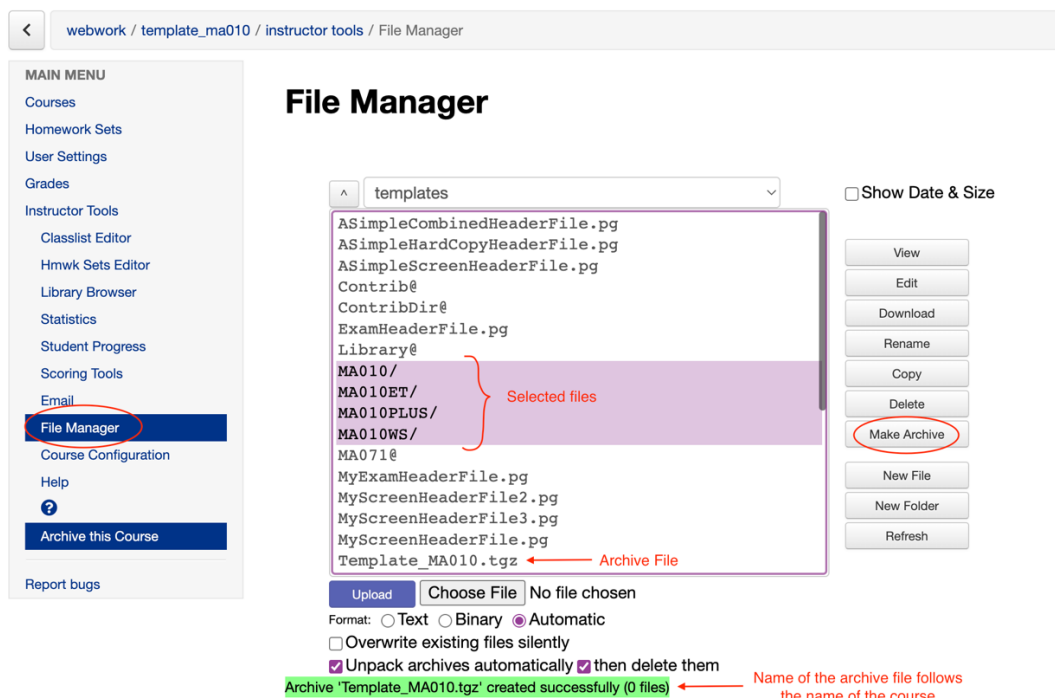 webwork / template_ma010 / instructor tools / File Manager
MAIN MENU
Courses
Homework Sets
User Settings
Grades
Instructor Tools
Classlist Editor
Hmwk Sets Editor
Library Browser
Statistics
Student Progress
Scoring Tools
Email
File Manager
Course Configuration
Help
?
Archive this Course
Report bugs
File Manager
^ templates
Show Date & Size
ASimpleCombinedHeaderFile.pg
ASimpleHardCopyHeaderFile.pg
ASimpleScreenHeaderFile.pg
Contrib@
ContribDir@
ExamHeaderFile.pg
Library@
MA010/
MA010ET/
MA010PLUS/
MA010WS/
Selected files
MA071@
MyExamHeaderFile.pg
MyScreenHeaderFile2.pg
MyScreenHeaderFile3.pg
MyScreenHeaderFile.pg
Template_MA010.tgz
Archive File
View
Edit
Download
Rename
Copy
Delete
Make Archive
New File
New Folder
Refresh
Upload Choose File No file chosen
Format: Text Binary Automatic
Overwrite existing files silently
Unpack archives automatically then delete them
Archive 'Template_MA010.tgz' created successfully (0 files)
Name of the archive file follows
the name of the course